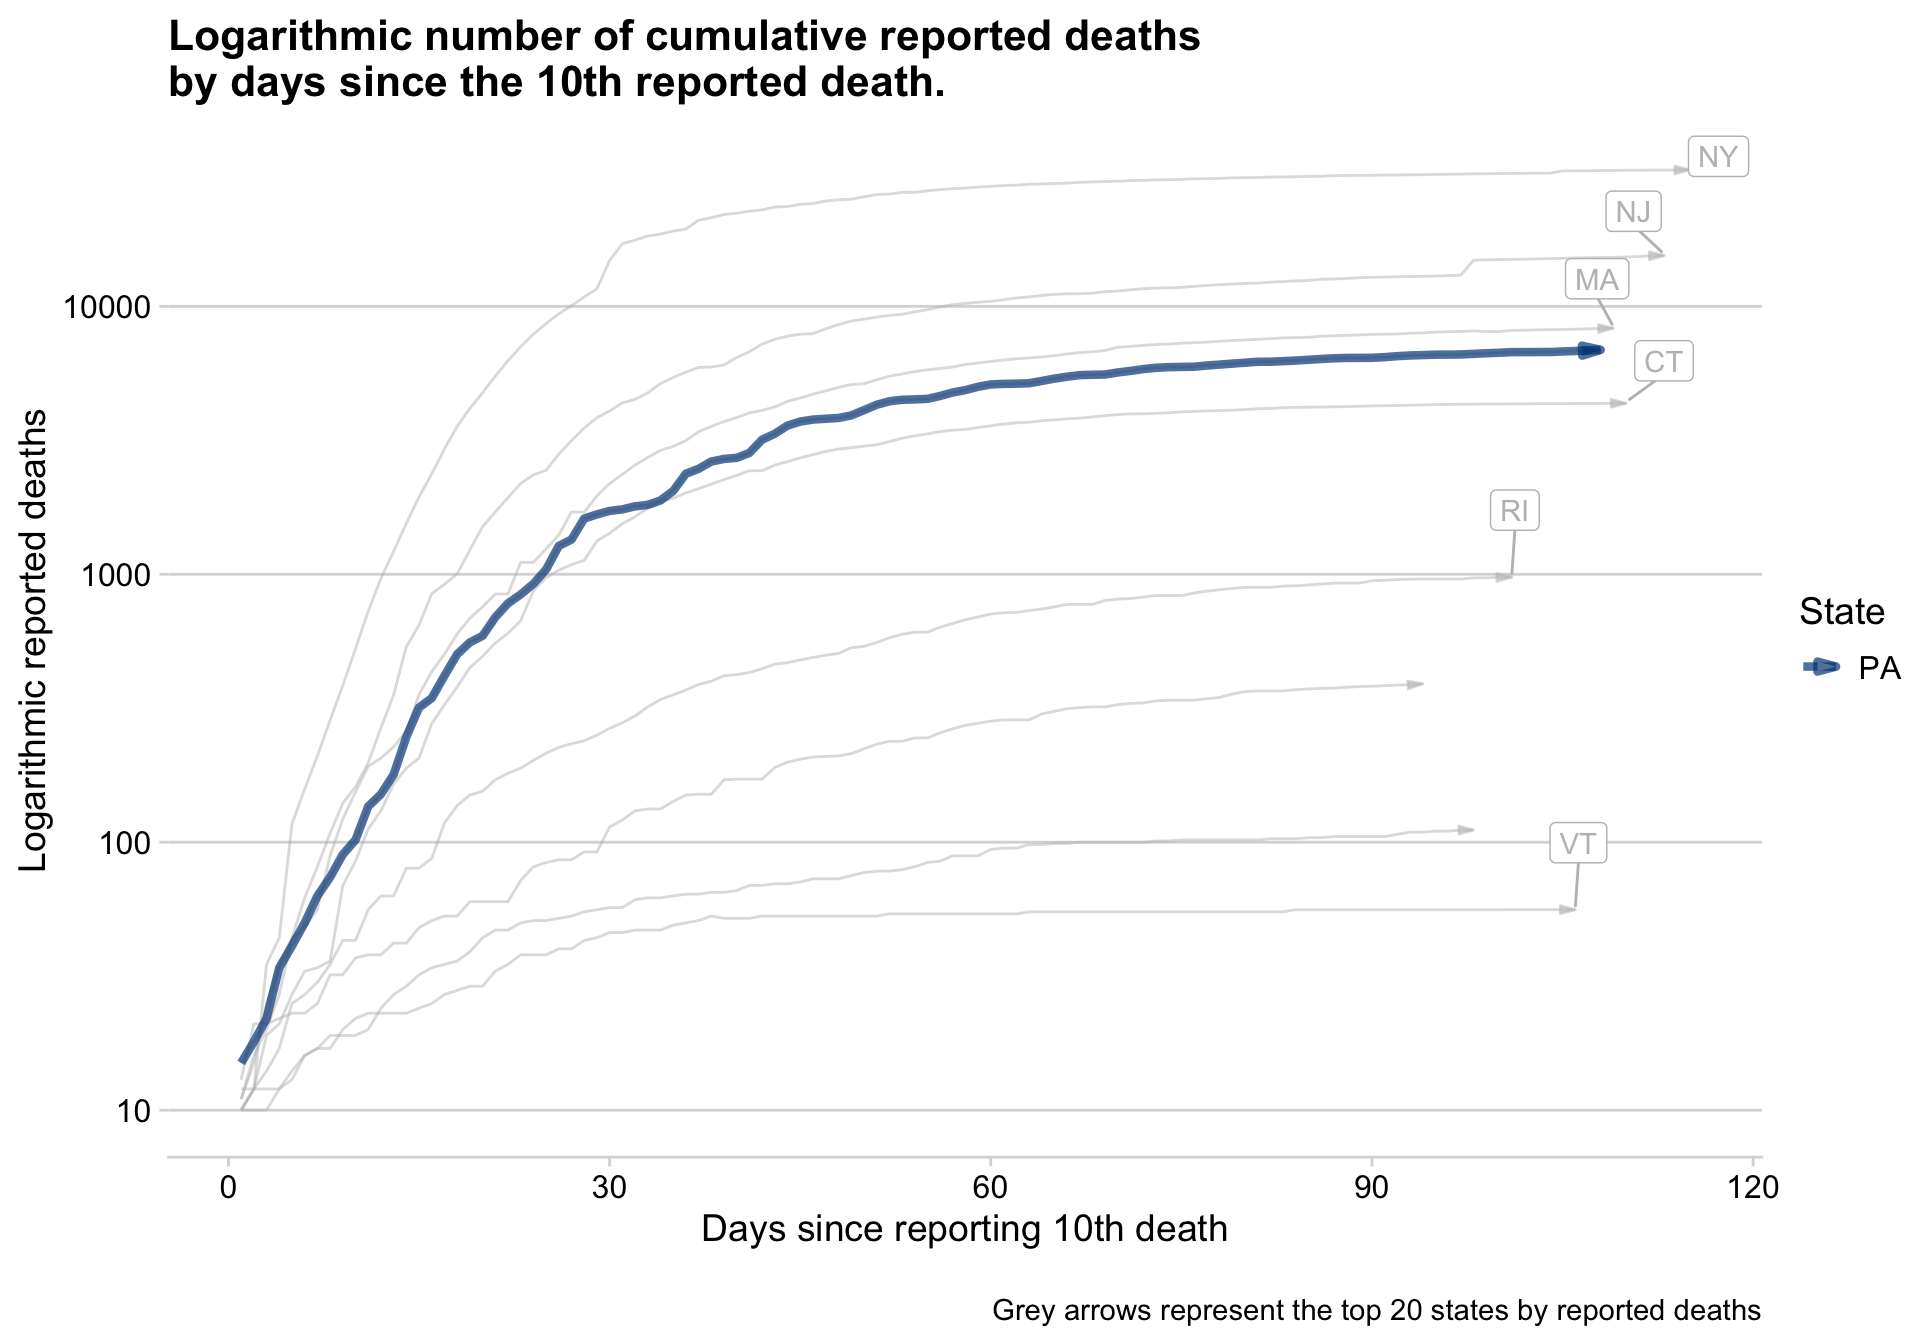 Logarithmic number of cumulative reported deaths
by days since the 10th reported death.
NY
NJ
MA
CT
RI
VT
10000
1000
100
10
Logarithmic reported deaths
0 30 60 90 120
Days since reporting 10th death
State
PA
Grey arrows represent the top 20 states by reported deaths